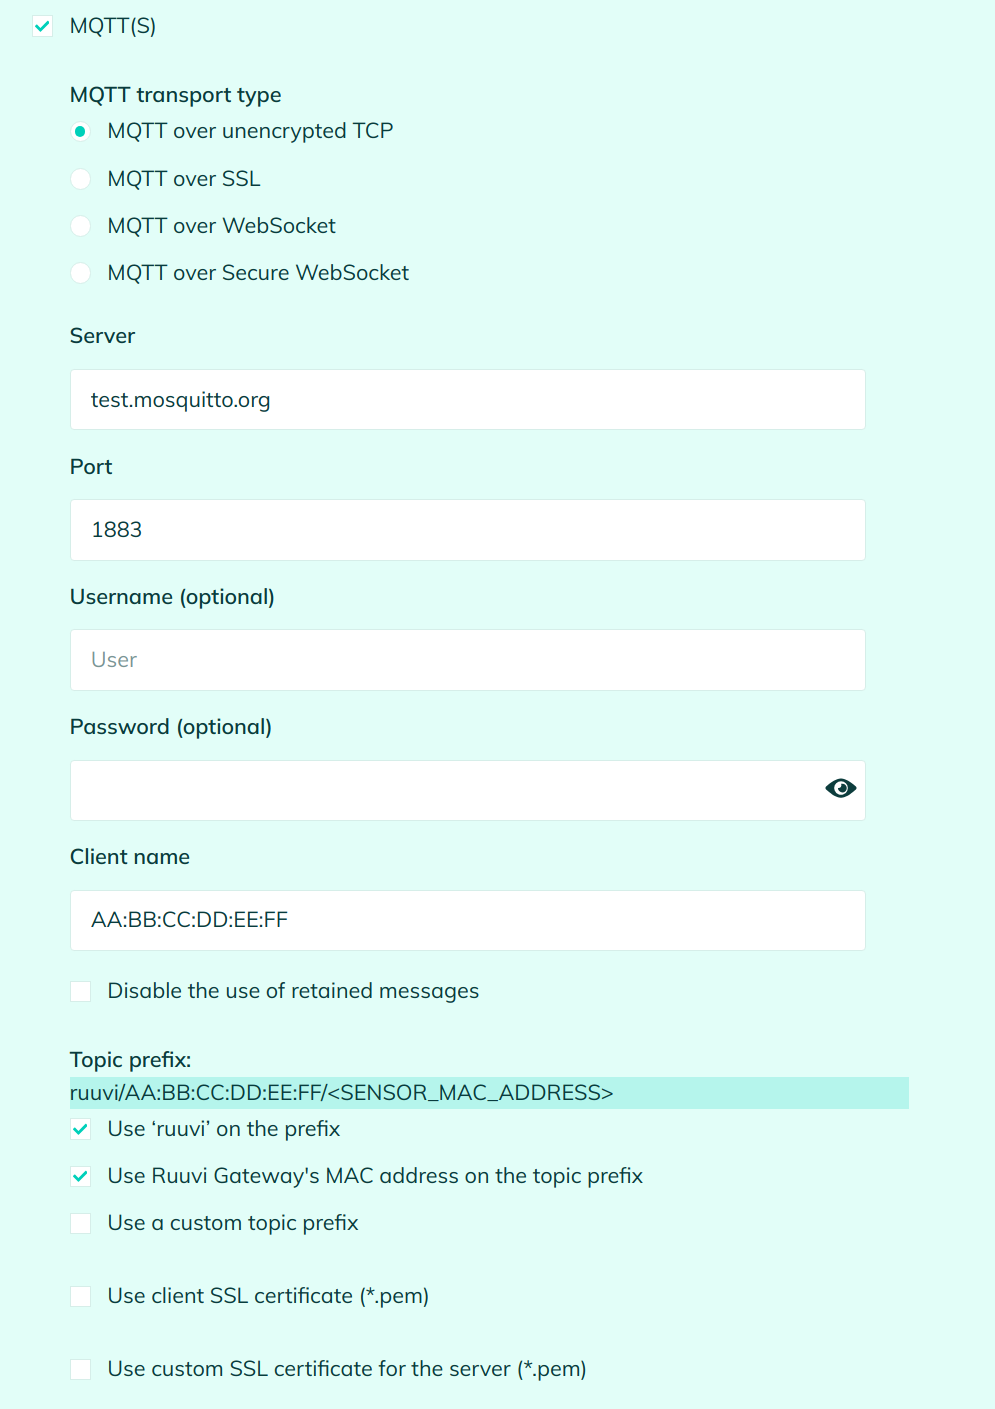 MQTT(S)
MQTT transport type
MQTT over unencrypted TCP
MQTT over SSL
MQTT over WebSocket
MQTT over Secure WebSocket
Server
test.mosquitto.org
Port
1883
Username (optional)
User
Password (optional)
Client name
AA:BB:CC:DD:EE:FF
Disable the use of retained messages
Topic prefix:
ruuvi/AA:BB:CC:DD:EE:FF/<SENSOR_MAC_ADDRESS>
Use ‘ruuvi’ on the prefix
Use Ruuvi Gateway's MAC address on the topic prefix
Use a custom topic prefix
Use client SSL certificate (*.pem)
Use custom SSL certificate for the server (*.pem)